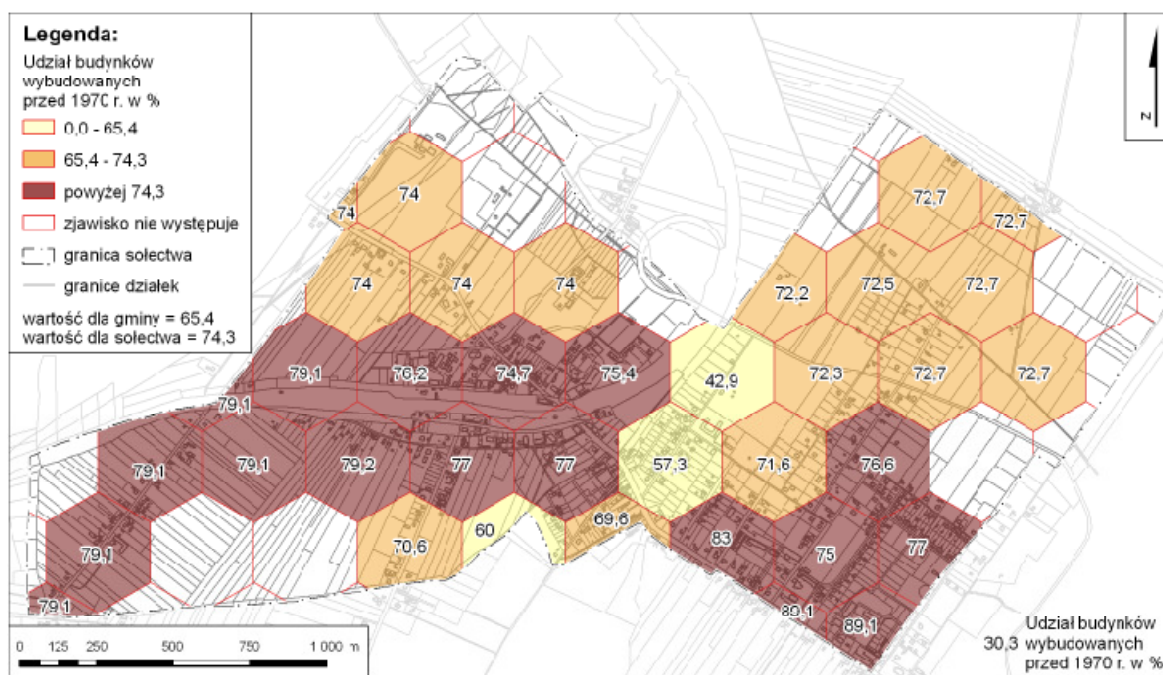 Legenda:
Udział budynków
wybudowanych
przed 1970 r. w %
0,0 - 65,4
65,4 - 74,3
powyżej 74,3
zjawisko nie występuje
granica sołectwa
granice działek
wartość dla gminy = 65,4
wartość dla sołectwa = 74,3
z
74
74
72,7
72,7
74
74
74
72,2
72,5
72,7
79,1
76,2
74,7
75,4
42,9
72,3
72,7
72,7
79,1
79,1
79,1
79,2
77
77
57,3
71,6
76,6
79,1
70,6
60
69,6
83
75
77
79,1
89,1
89,1
0 125 250 500 750 1 000 m
Udział budynków
30,3 wybudowanych
przed 1970 r. w %